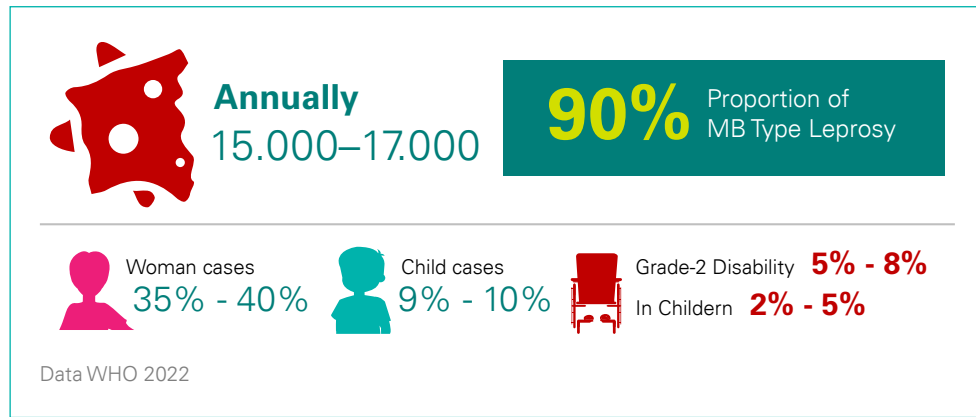 Annually
15.000–17.000
90%
Proportion of
MB Type Leprosy
Woman cases
35% - 40%
Child cases
9% - 10%
Grade-2 Disability 5% - 8%
In Childern 2% - 5%
Data WHO 2022